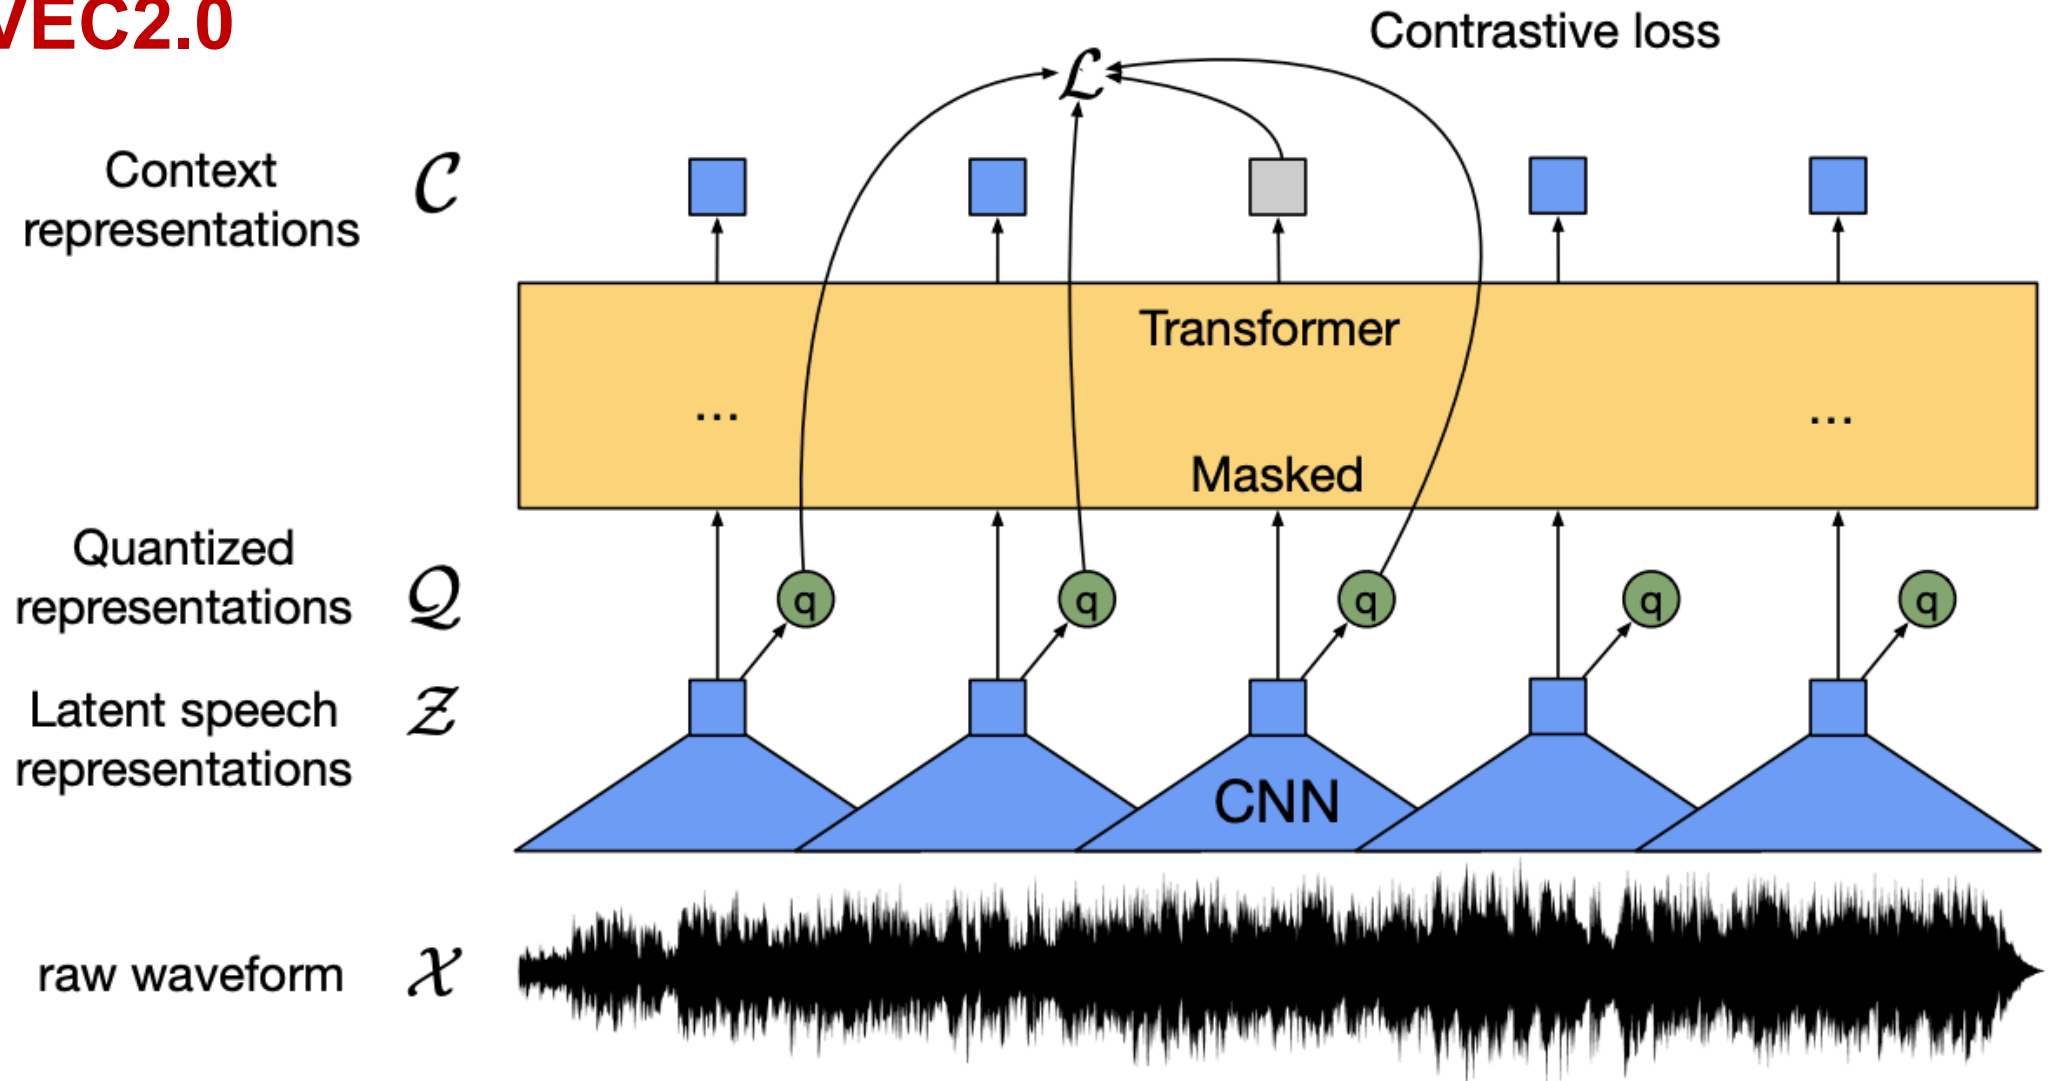 VEC2.0
Contrastive loss
ℒ
Context
representations
𝒞
Transformer
...
...
Masked
Quantized
representations
𝒬
q
q
q
q
q
Latent speech
representations
𝒵
CNN
raw waveform
𝒳